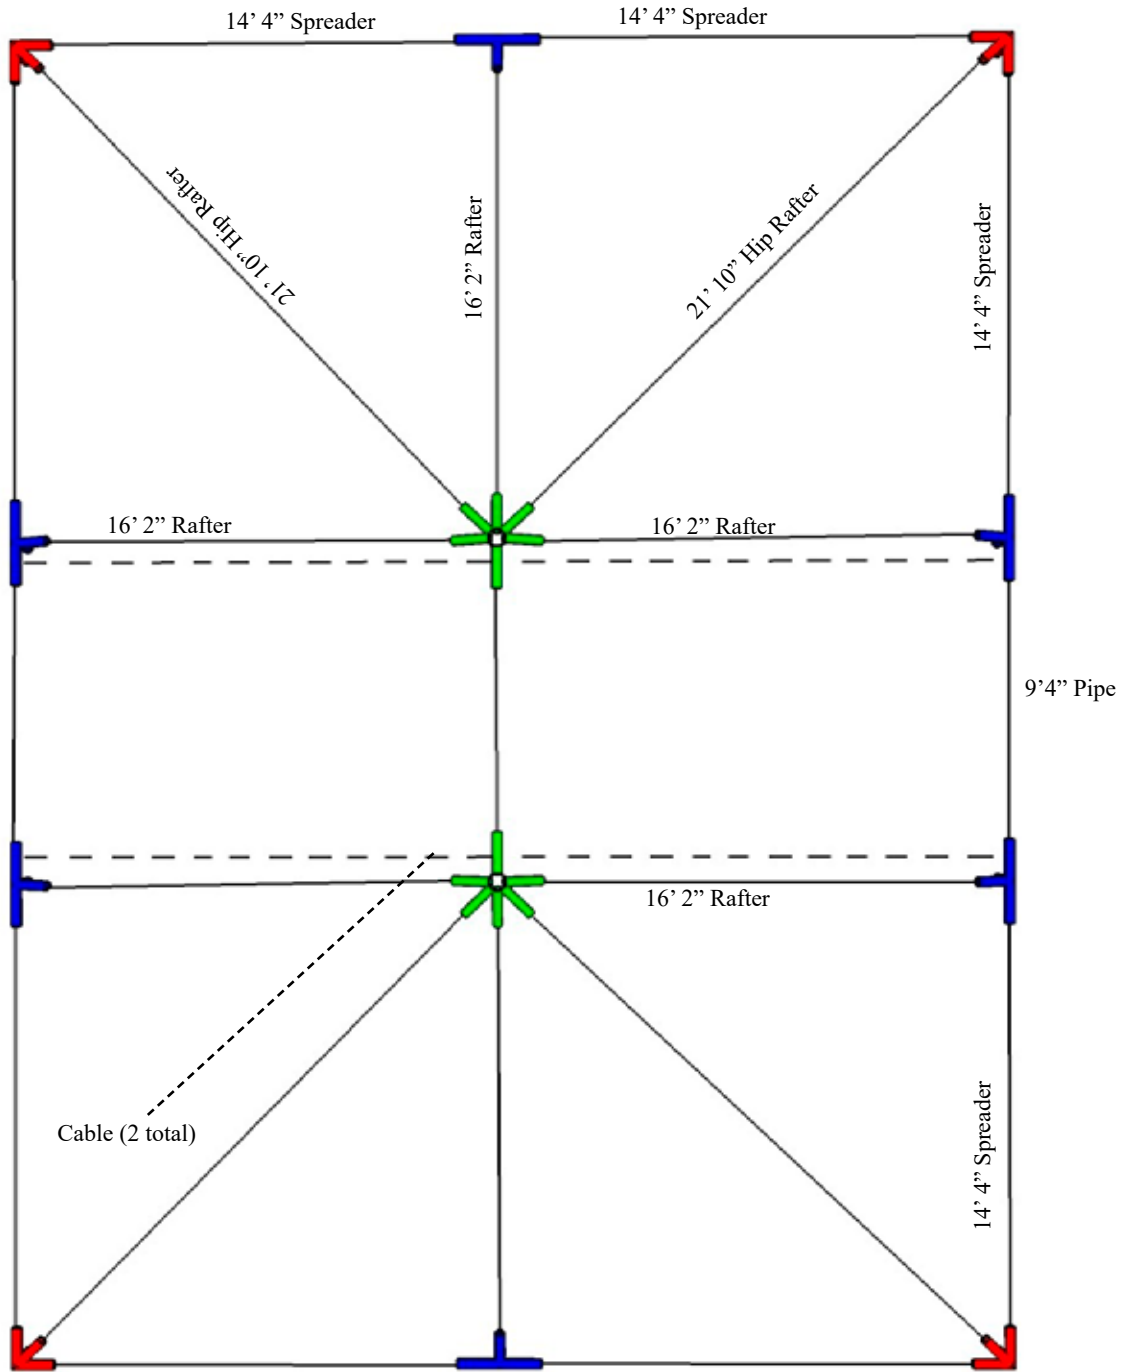 14’ 4” Spreader
14’ 4” Spreader
21’ 10” Hip Rafter
16’ 2” Rafter
21’ 10” Hip Rafter
14’ 4” Spreader
16’ 2” Rafter
16’ 2” Rafter
9’4” Pipe
16’ 2” Rafter
Cable (2 total)
14’ 4” Spreader